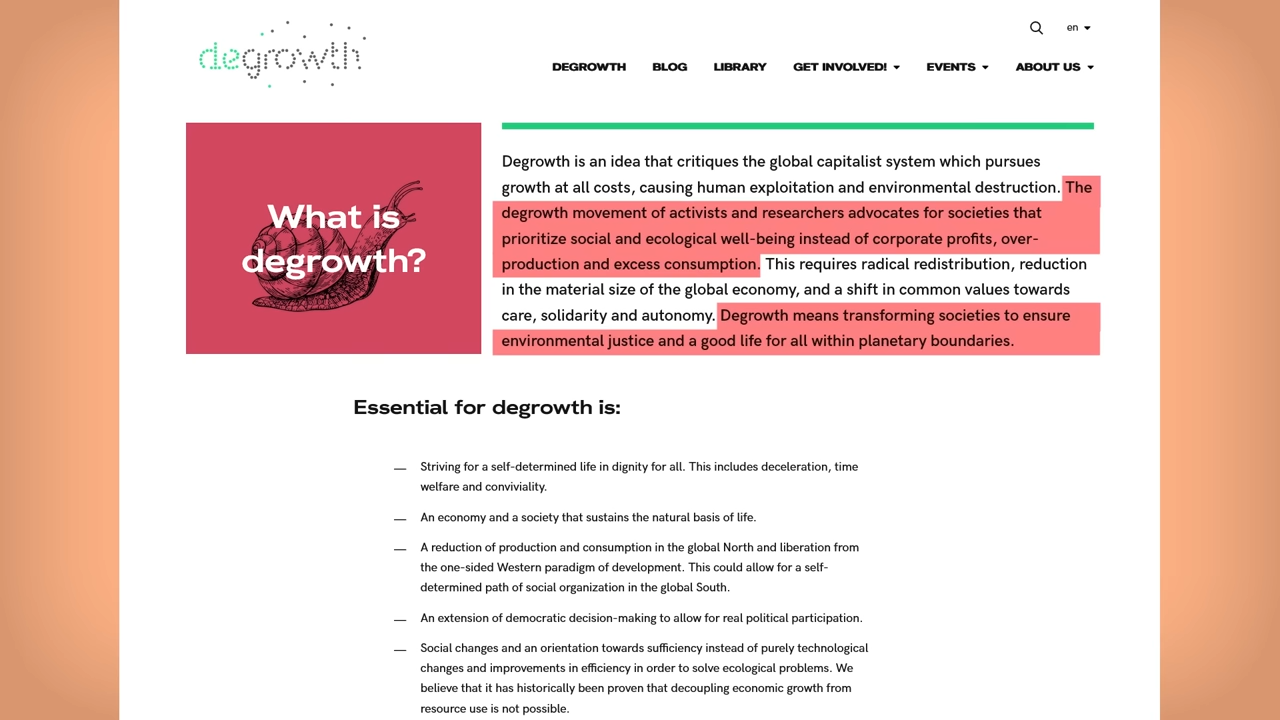 degrowth
en
DEGROWTH BLOG LIBRARY GET INVOLVED! EVENTS ABOUT US
What is
degrowth?
Degrowth is an idea that critiques the global capitalist system which pursues
growth at all costs, causing human exploitation and environmental destruction. The
degrowth movement of activists and researchers advocates for societies that
prioritize social and ecological well-being instead of corporate profits, over-
production and excess consumption. This requires radical redistribution, reduction
in the material size of the global economy, and a shift in common values towards
care, solidarity and autonomy. Degrowth means transforming societies to ensure
environmental justice and a good life for all within planetary boundaries.
Essential for degrowth is:
— Striving for a self-determined life in dignity for all. This includes deceleration, time
welfare and conviviality.
— An economy and a society that sustains the natural basis of life.
— A reduction of production and consumption in the global North and liberation from
the one-sided Western paradigm of development. This could allow for a self-
determined path of social organization in the global South.
— An extension of democratic decision-making to allow for real political participation.
— Social changes and an orientation towards sufficiency instead of purely technological
changes and improvements in efficiency in order to solve ecological problems. We
believe that it has historically been proven that decoupling economic growth from
resource use is not possible.